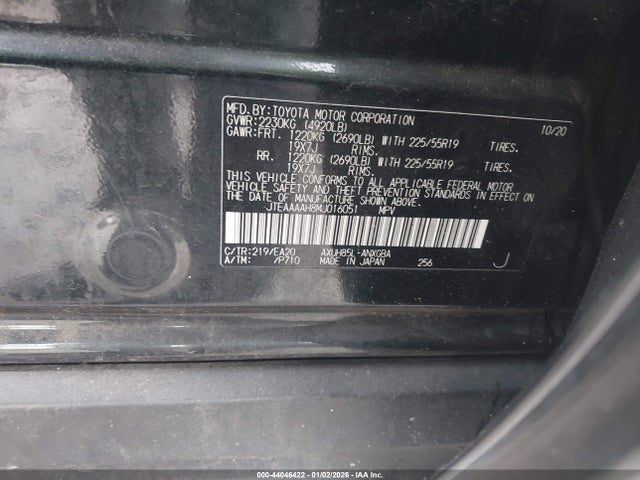 MFD. BY: TOYOTA MOTOR CORPORATION 10/20
GVWR: 2230KG (4920LB)
GAWR: FRT. 1220KG (2690LB) WITH 225/55R19 TIRES.
19X7J RIMS.
RR. 1220KG (2690LB) WITH 225/55R19 TIRES.
19X7J RIMS.
THIS VEHICLE CONFORMS TO ALL APPLICABLE FEDERAL MOTOR
VEHICLE SAFETY AND THEFT PREVENTION STANDARDS IN EFFECT ON THE
DATE OF MANUFACTURE SHOWN ABOVE.
JTEAAAAH8MJ016051 MPV
C/TR: 219/EA20 AXUH85L-ANXGBA
A/TM: /P710 MADE IN JAPAN 256 J
000-44046422 - 01/02/2026 - IAA Inc.